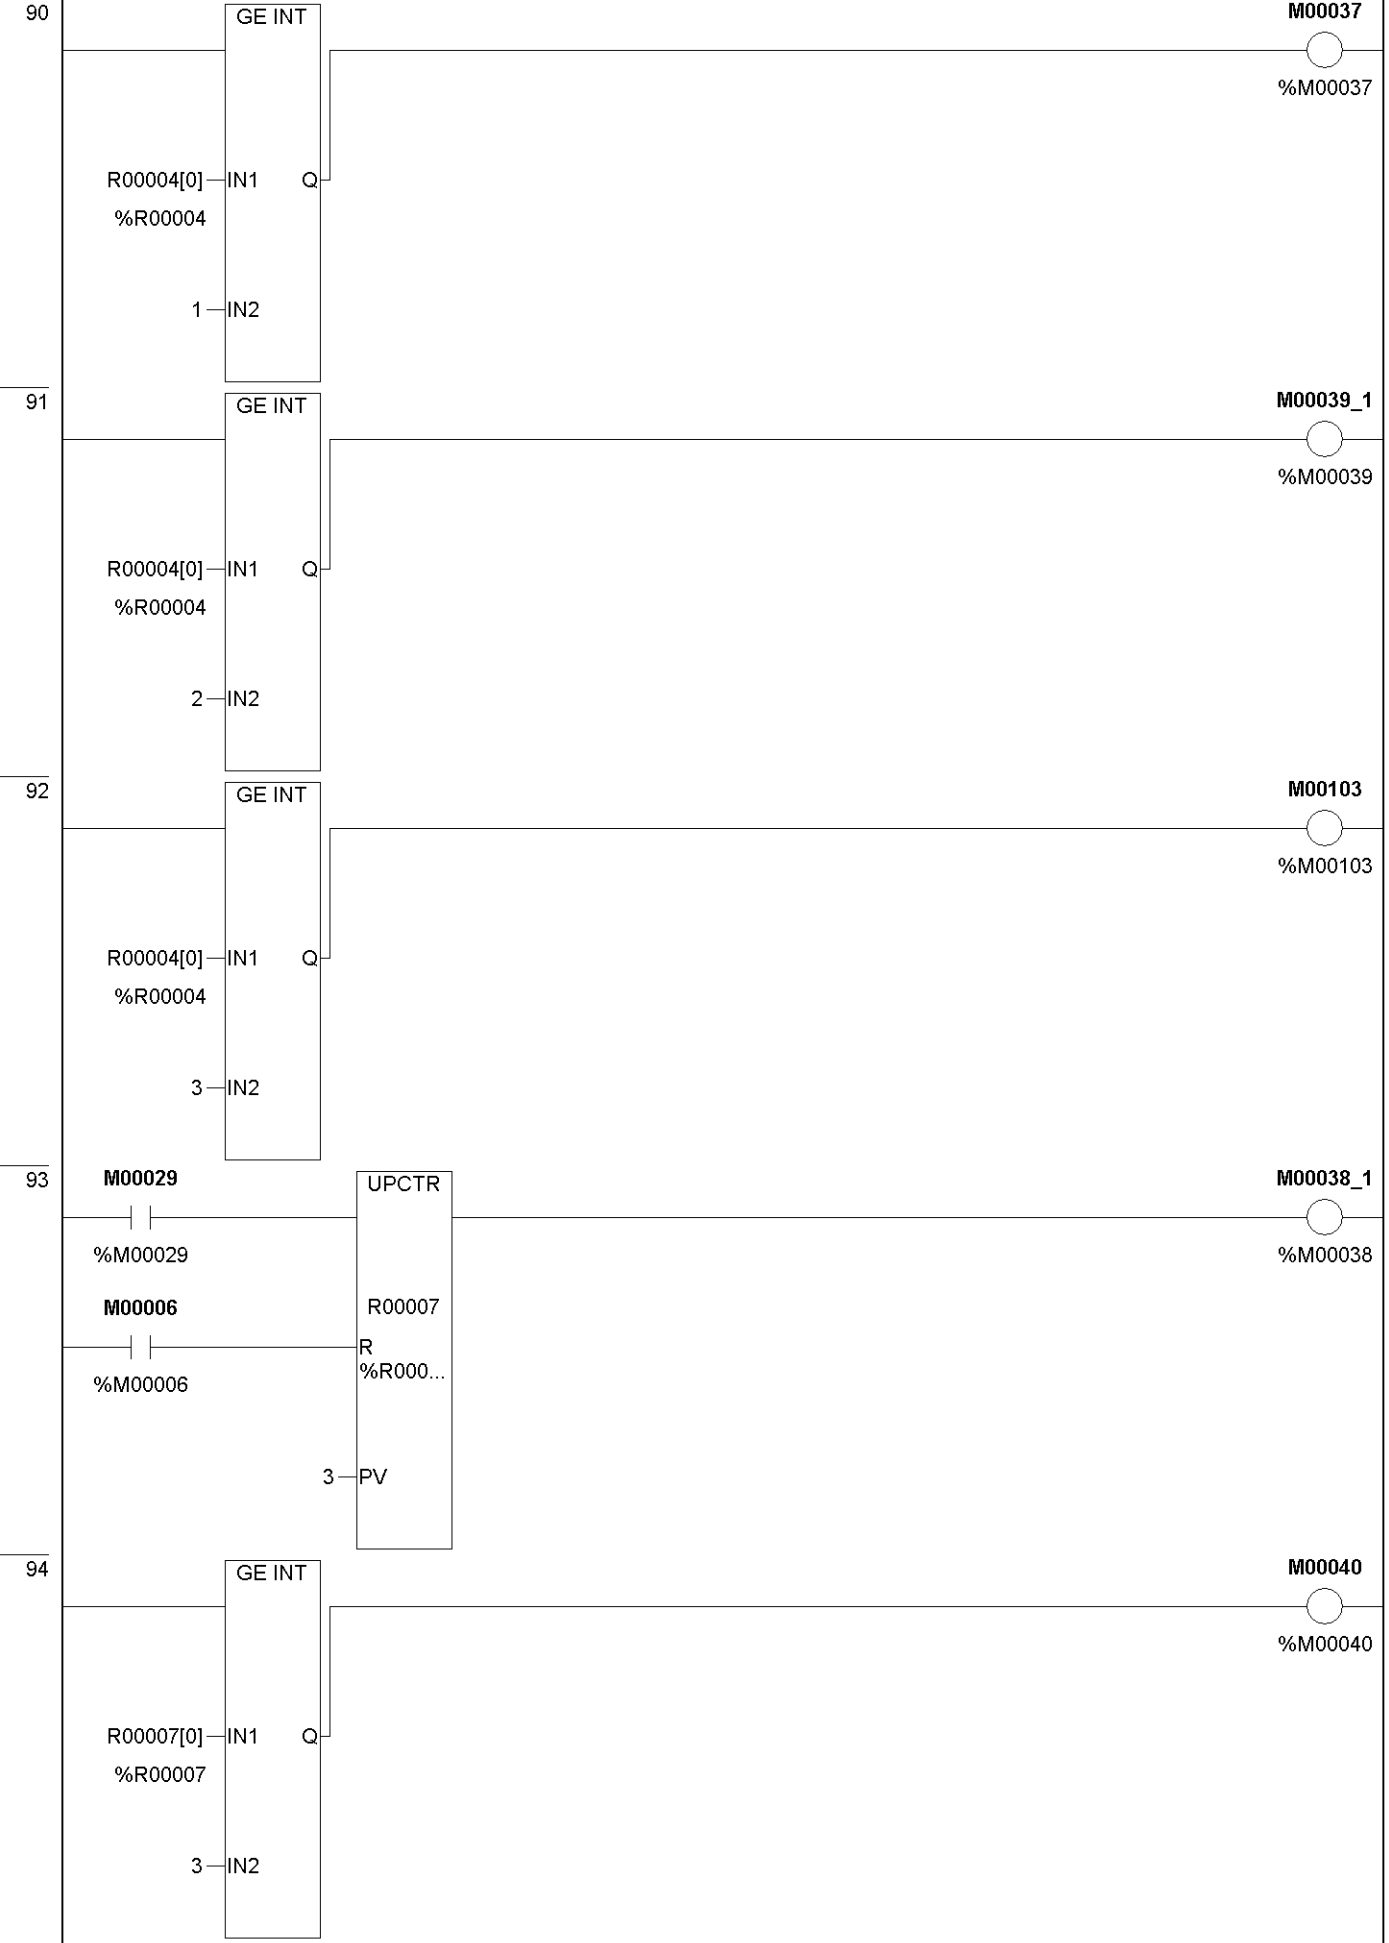 90
GE INT
M00037
%M00037
R00004[0]
IN1
Q
%R00004
1
IN2
91
GE INT
M00039_1
%M00039
R00004[0]
IN1
Q
%R00004
2
IN2
92
GE INT
M00103
%M00103
R00004[0]
IN1
Q
%R00004
3
IN2
93
M00029
UPCTR
M00038_1
%M00029
%M00038
M00006
R00007
R
%R000...
%M00006
3
PV
94
GE INT
M00040
%M00040
R00007[0]
IN1
Q
%R00007
3
IN2